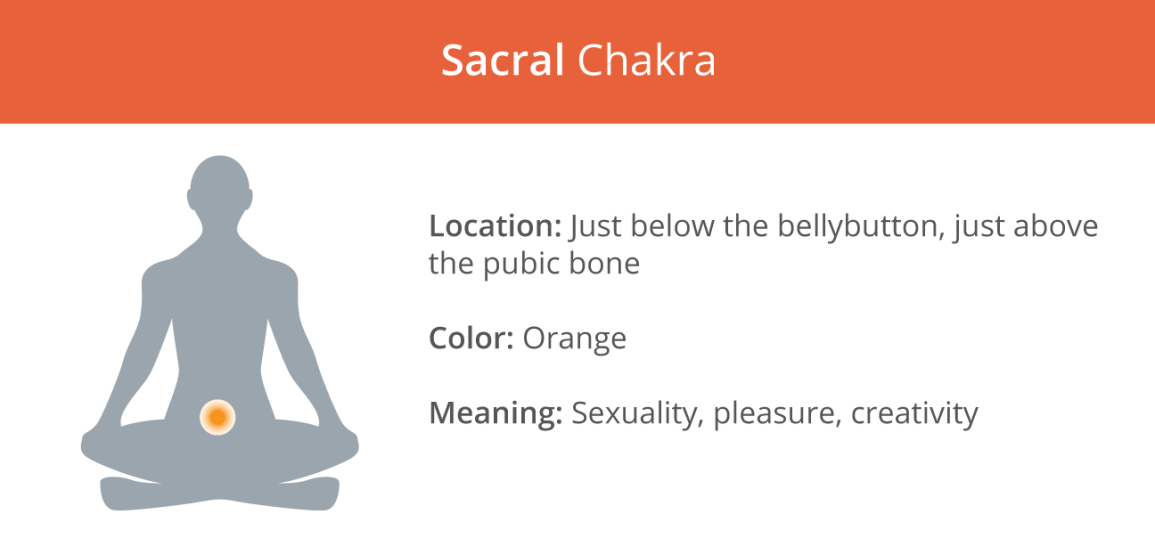 Sacral Chakra
Location: Just below the bellybutton, just above
the pubic bone
Color: Orange
Meaning: Sexuality, pleasure, creativity